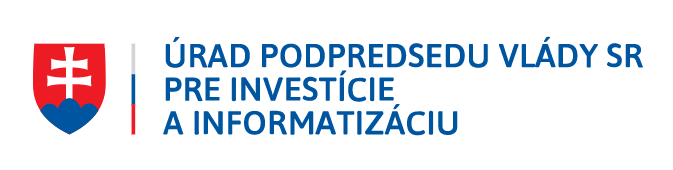 ÚRAD PODPREDSEDU VLÁDY SR
PRE INVESTÍCIE
A INFORMATIZÁCIU